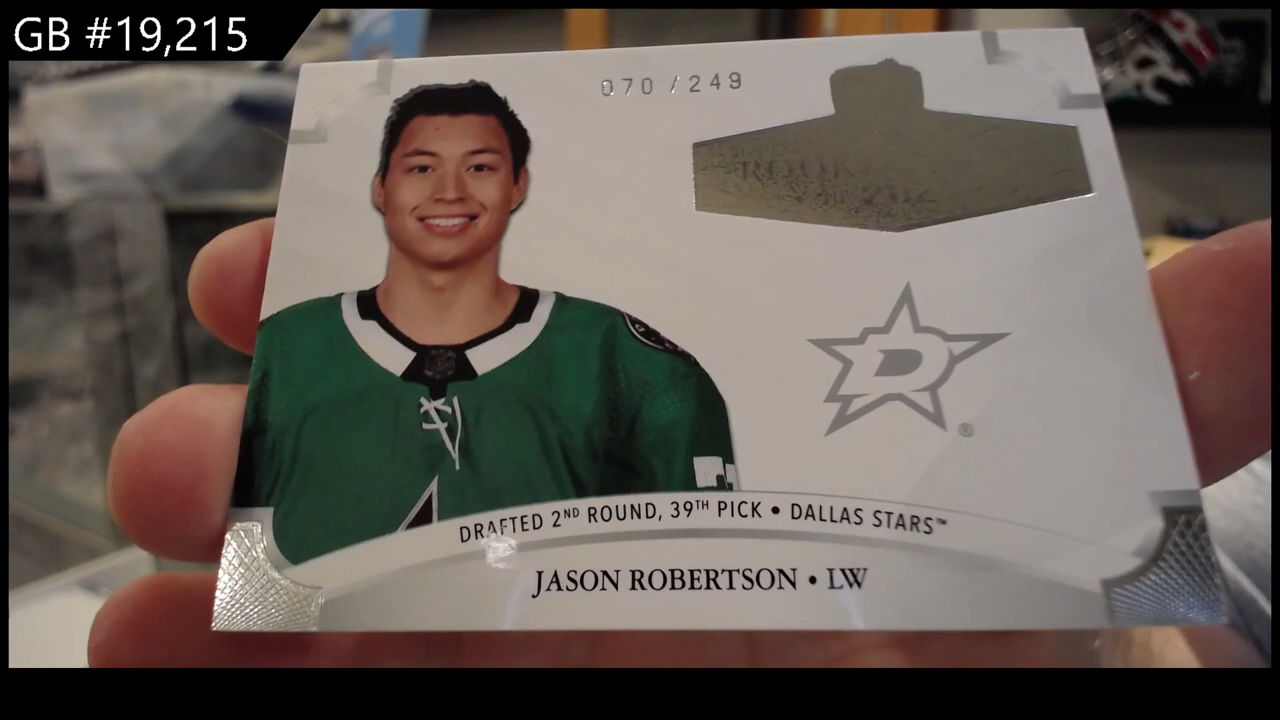 GB #19,215
070 / 249
DRAFTED 2ND ROUND, 39TH PICK • DALLAS STARS™
JASON ROBERTSON • LW
D
®